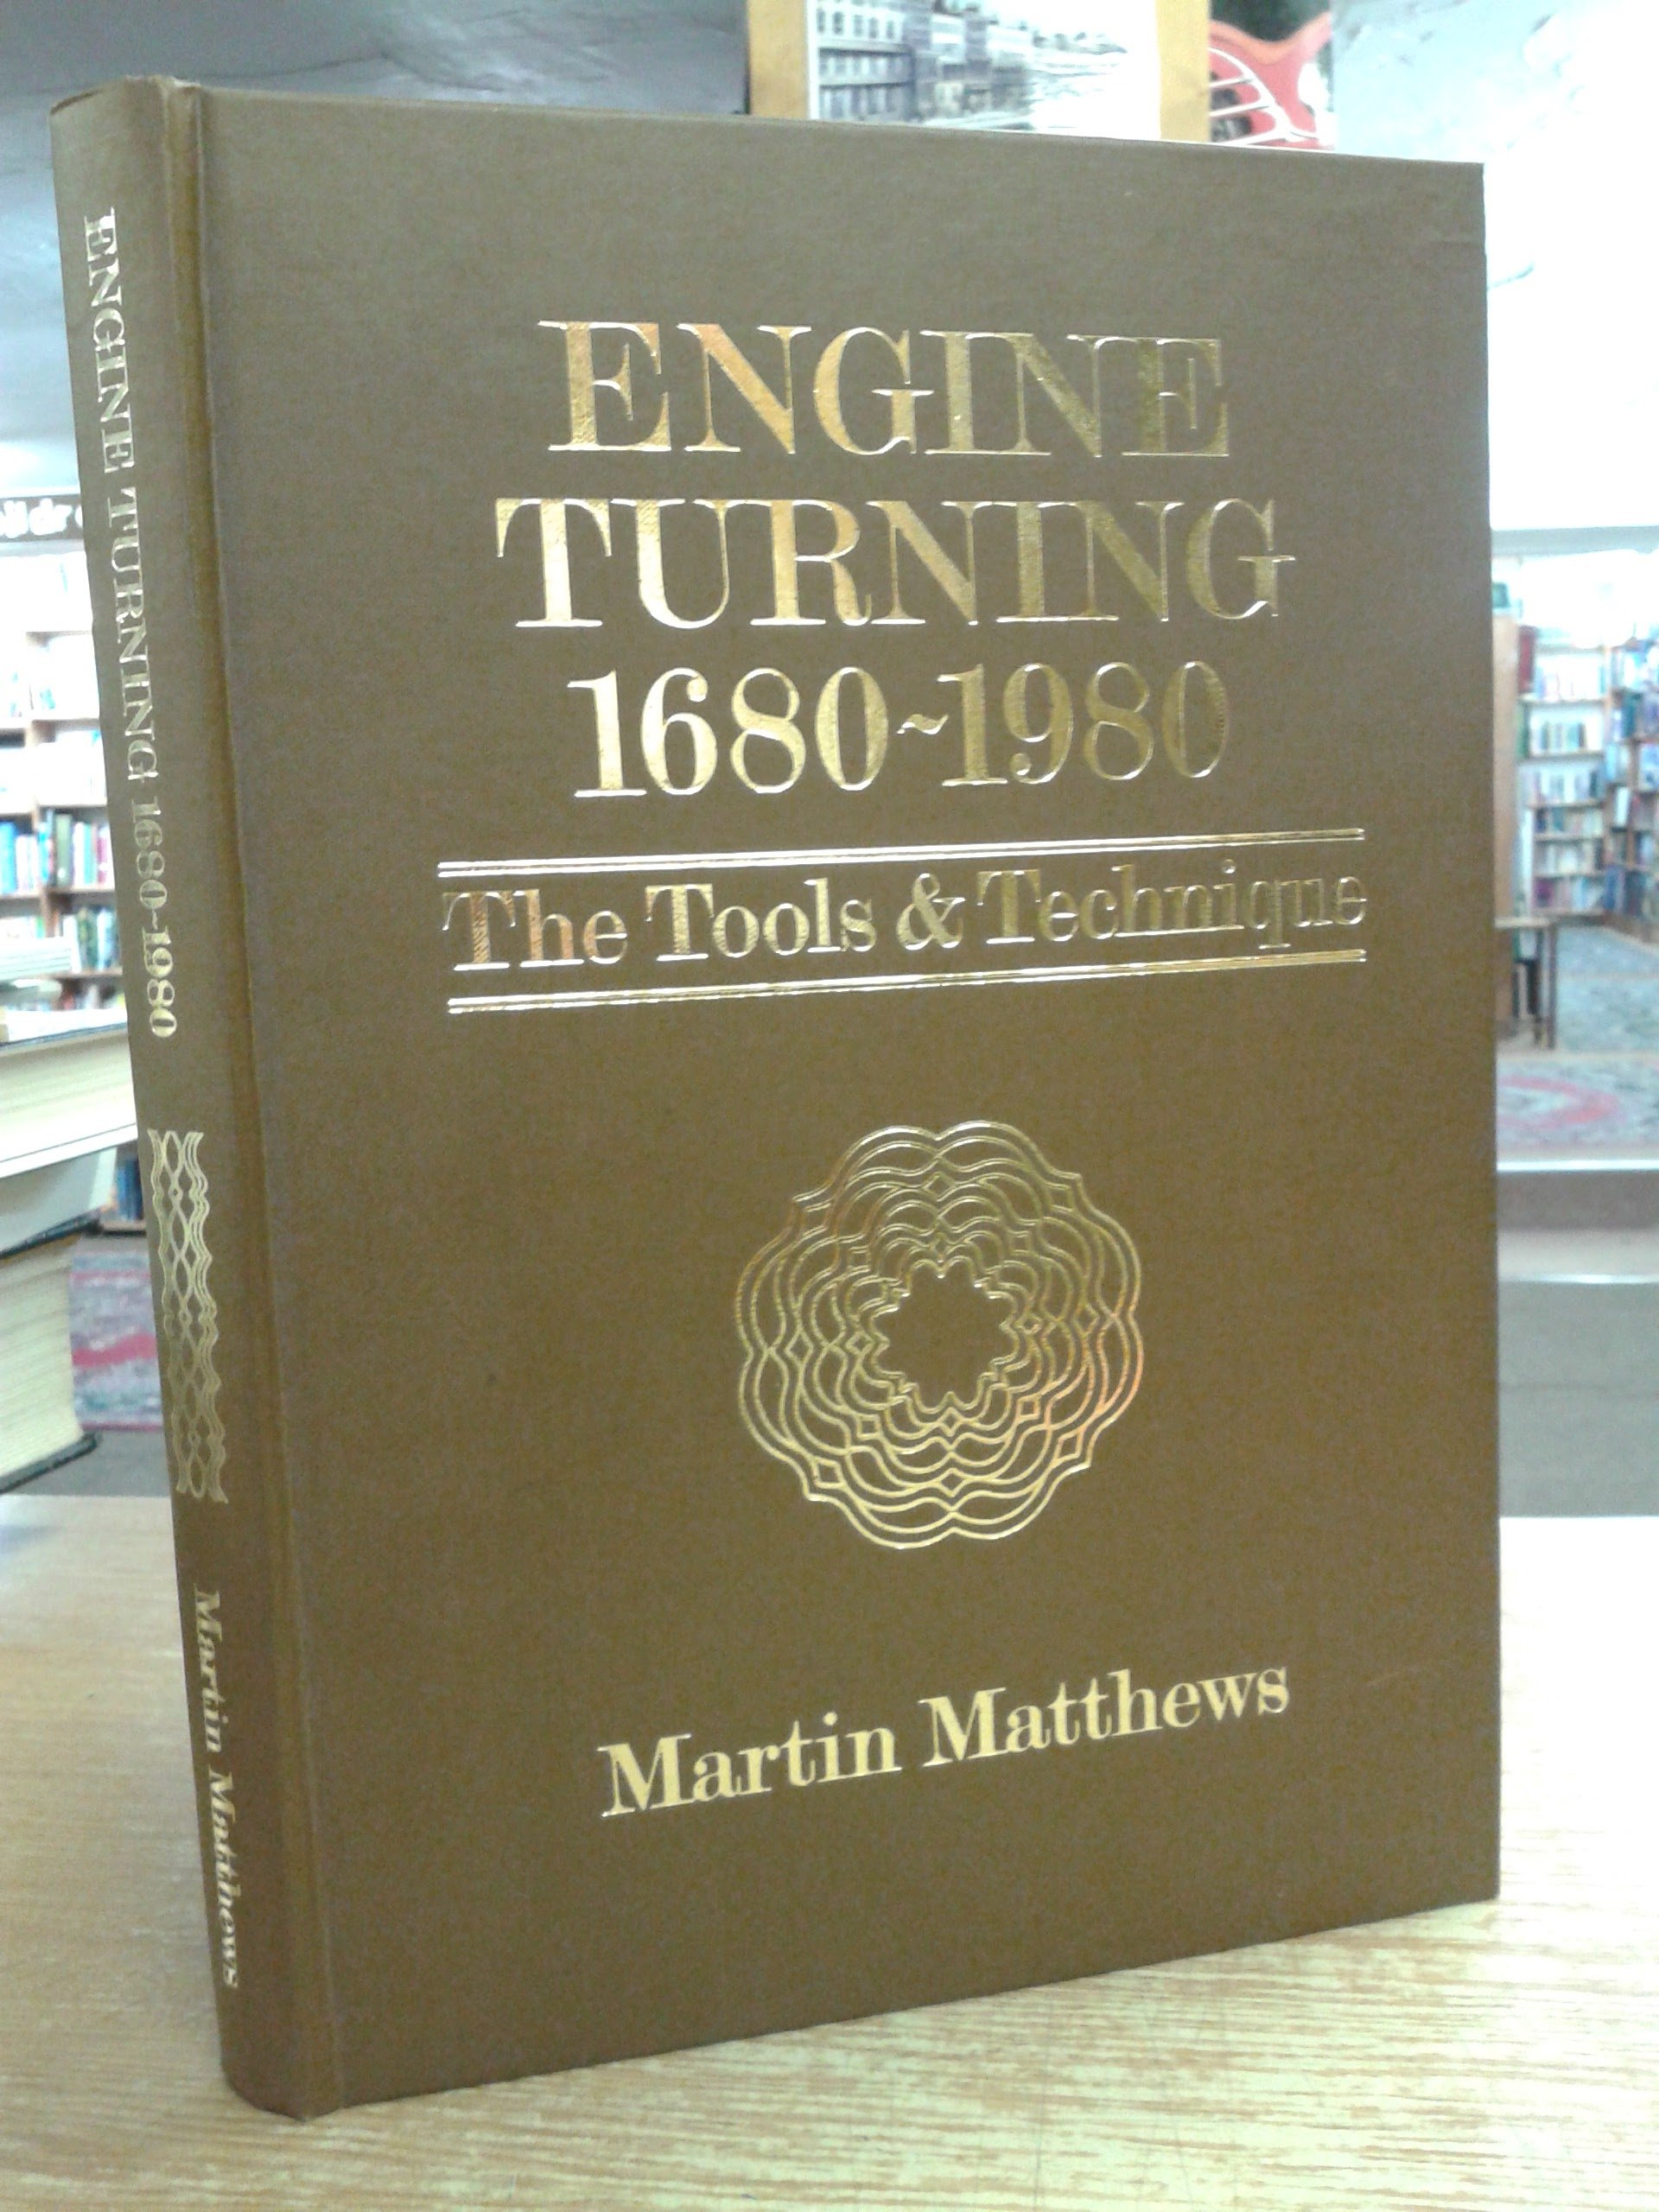 ENGINE
TURNING
1680~1980
The Tools & Technique
Martin Matthews
ENGINE TURNING 1680-1980
Martin Matthews